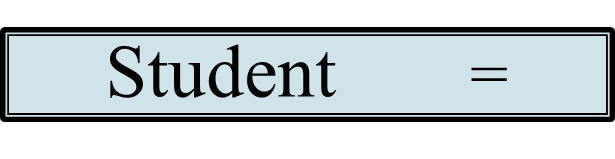 Student =